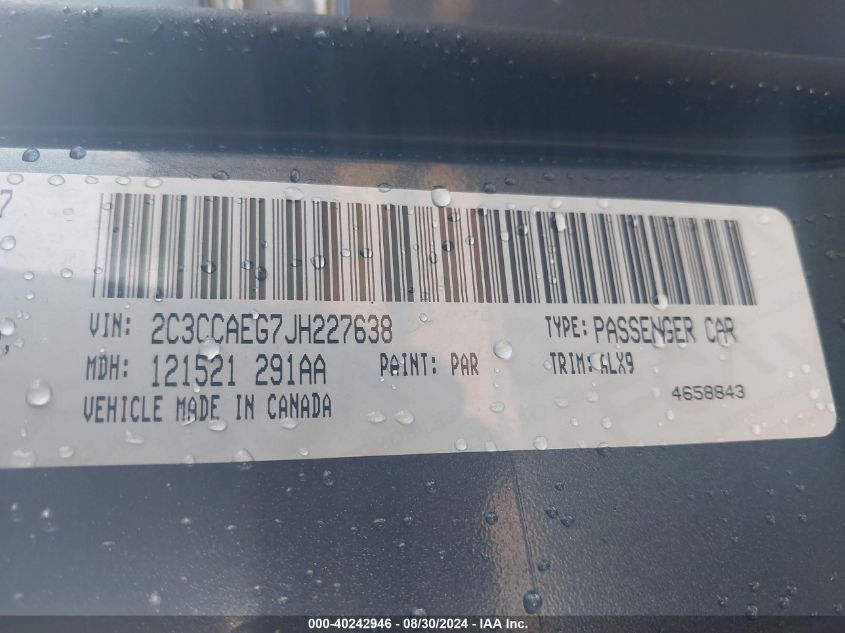 7
VIN: 2C3CCAEG7JH227638 TYPE: PASSENGER CAR
MDH: 121521 291AA PAINT: PAR TRIM: ALX9
VEHICLE MADE IN CANADA 4658843
000-40242946 - 08/30/2024 - IAA Inc.